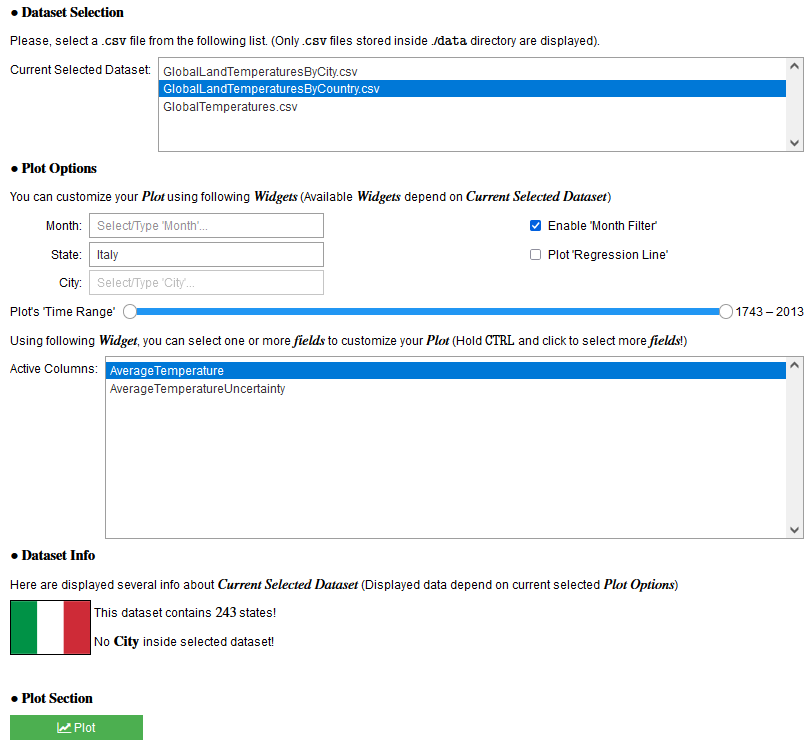 ● Dataset Selection
Please, select a .csv file from the following list. (Only .csv files stored inside ./data directory are displayed).
Current Selected Dataset:
GlobalLandTemperaturesByCity.csv
GlobalLandTemperaturesByCountry.csv
GlobalTemperatures.csv
● Plot Options
You can customize your Plot using following Widgets (Available Widgets depend on Current Selected Dataset)
Month: Select/Type 'Month'...
Enable 'Month Filter'
State: Italy
Plot 'Regression Line'
City: Select/Type 'City'...
Plot's 'Time Range' 1743 – 2013
Using following Widget, you can select one or more fields to customize your Plot (Hold CTRL and click to select more fields!)
Active Columns:
AverageTemperature
AverageTemperatureUncertainty
● Dataset Info
Here are displayed several info about Current Selected Dataset (Displayed data depend on current selected Plot Options)
This dataset contains 243 states!
No City inside selected dataset!
● Plot Section
Plot